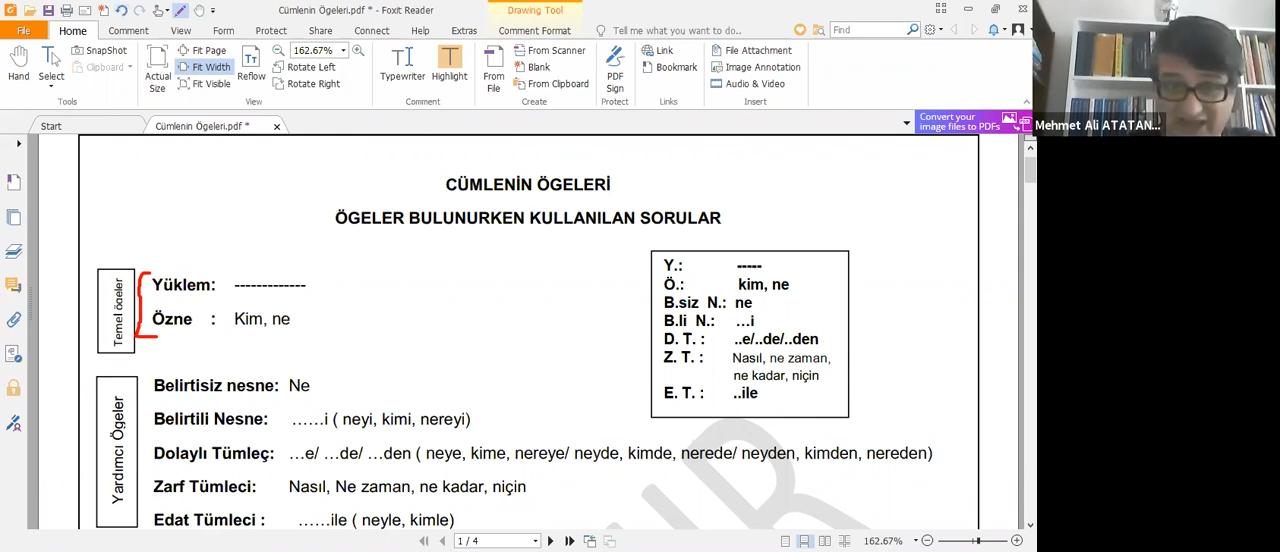 Cümlenin Ögeleri.pdf * - Foxit Reader
Drawing Tool
File Home Comment View Form Protect Share Connect Help Extras Comment Format Tell me what you want to do.. Find
SnapShot
Clipboard
Hand Select
Tools
Actual Size
Fit Page
Fit Width
Fit Visible
Reflow
162.67%
Rotate Left
Rotate Right
View
Typewriter Highlight
Comment
From File
From Scanner
Blank
From Clipboard
Create
PDF Sign
Protect
Link
Bookmark
Links
File Attachment
Image Annotation
Audio & Video
Insert
Start Cümlenin Ögeleri.pdf *
Convert your
image files to PDFs
Mehmet Ali ATATAN...
CÜMLENİN ÖGELERİ
ÖGELER BULUNURKEN KULLANILAN SORULAR
Temel ögeler
Yüklem: -------------
Özne : Kim, ne
Y.: -----
Ö.: kim, ne
B.siz N.: ne
B.li N.: …i
D. T. : ..e/..de/..den
Z. T. : Nasıl, ne zaman,
ne kadar, niçin
E. T. : ..ile
Yardımcı Ögeler
Belirtisiz nesne: Ne
Belirtili Nesne: ……i ( neyi, kimi, nereyi)
Dolaylı Tümleç: …e/ …de/ …den ( neye, kime, nereye/ neyde, kimde, nerede/ neyden, kimden, nereden)
Zarf Tümleci: Nasıl, Ne zaman, ne kadar, niçin
Edat Tümleci : ……ile ( neyle, kimle)
1 / 4
162.67%